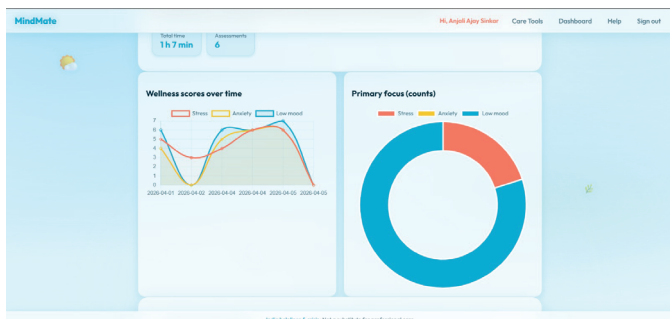 MindMate
Hi, Anjali Ajay Sinkar Care Tools Dashboard Help Sign out
Total time
1 h 7 min
Assessments
6
Wellness scores over time
Stress Anxiety Low mood
7
6
5
4
3
2
1
0
2026-04-01 2026-04-02 2026-04-04 2026-04-04 2026-04-05 2026-04-05
Primary focus (counts)
Stress Anxiety Low mood